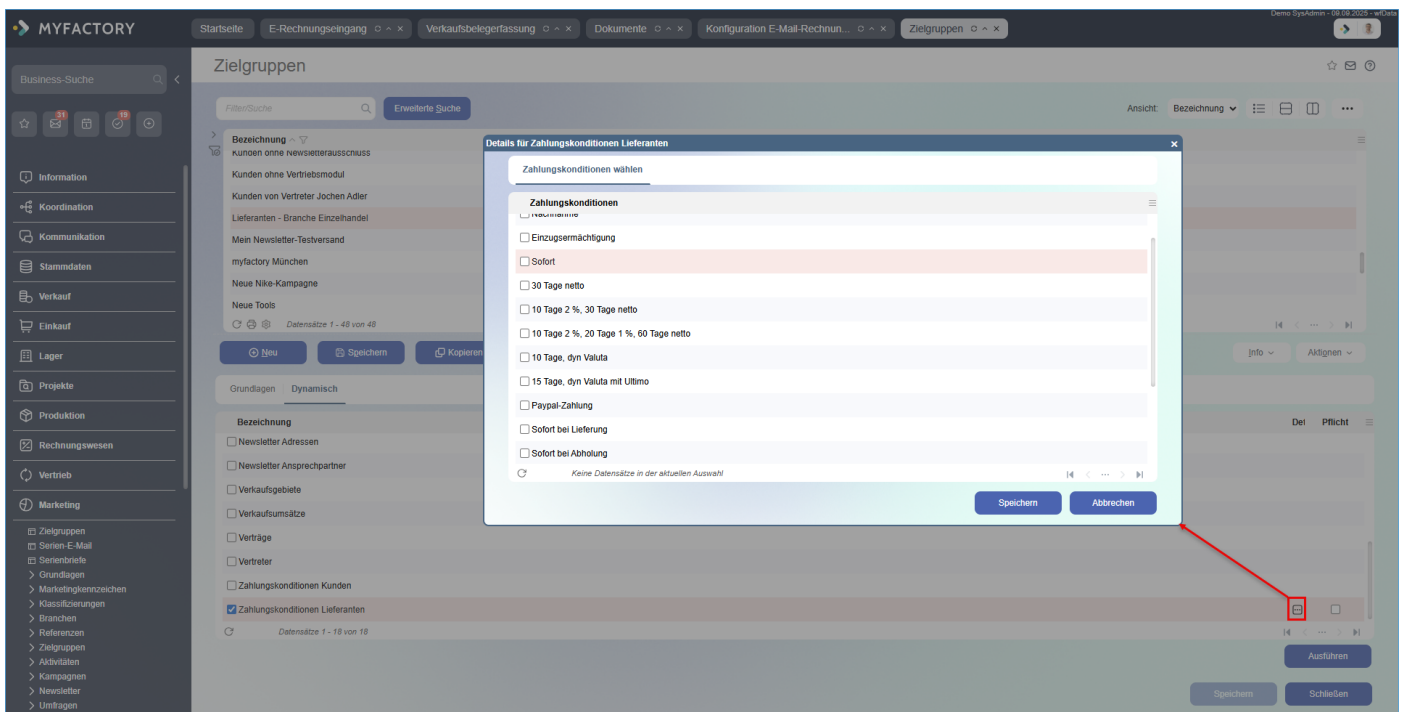 Demo SysAdmin - 09.09.2025 - wfData
MYFACTORY
Startseite
E-Rechnungseingang
Verkaufsbelegerfassung
Dokumente
Konfiguration E-Mail-Rechnun...
Zielgruppen
Business-Suche
31
19
Information
Koordination
Kommunikation
Stammdaten
Verkauf
Einkauf
Lager
Projekte
Produktion
Rechnungswesen
Vertrieb
Marketing
Zielgruppen
Serien-E-Mail
Serienbriefe
Grundlagen
Marketingkennzeichen
Klassifizierungen
Branchen
Referenzen
Zielgruppen
Aktivitäten
Kampagnen
Newsletter
Umfragen
Zielgruppen
Filter/Suche
Erweiterte Suche
Ansicht: Bezeichnung
Bezeichnung
Kunden ohne Newsletterausschluss
Kunden ohne Vertriebsmodul
Kunden von Vertreter Jochen Adler
Lieferanten - Branche Einzelhandel
Mein Newsletter-Testversand
myfactory München
Neue Nike-Kampagne
Neue Tools
Datensätze 1 - 48 von 48
Neu
Speichern
Kopieren
Info
Aktignen
Grundlagen
Dynamisch
Bezeichnung
Det
Pflicht
Newsletter Adressen
Newsletter Ansprechpartner
Verkaufsgebiete
Verkaufsumsätze
Verträge
Vertreter
Zahlungskonditionen Kunden
Zahlungskonditionen Lieferanten
Datensätze 1 - 18 von 18
Ausführen
Speichern
Schließen
Details für Zahlungskonditionen Lieferanten
Zahlungskonditionen wählen
Zahlungskonditionen
Nachnahme
Einzugsermächtigung
Sofort
30 Tage netto
10 Tage 2 %, 30 Tage netto
10 Tage 2 %, 20 Tage 1 %, 60 Tage netto
10 Tage, dyn Valuta
15 Tage, dyn Valuta mit Ultimo
Paypal-Zahlung
Sofort bei Lieferung
Sofort bei Abholung
Keine Datensätze in der aktuellen Auswahl
Speichern
Abbrechen